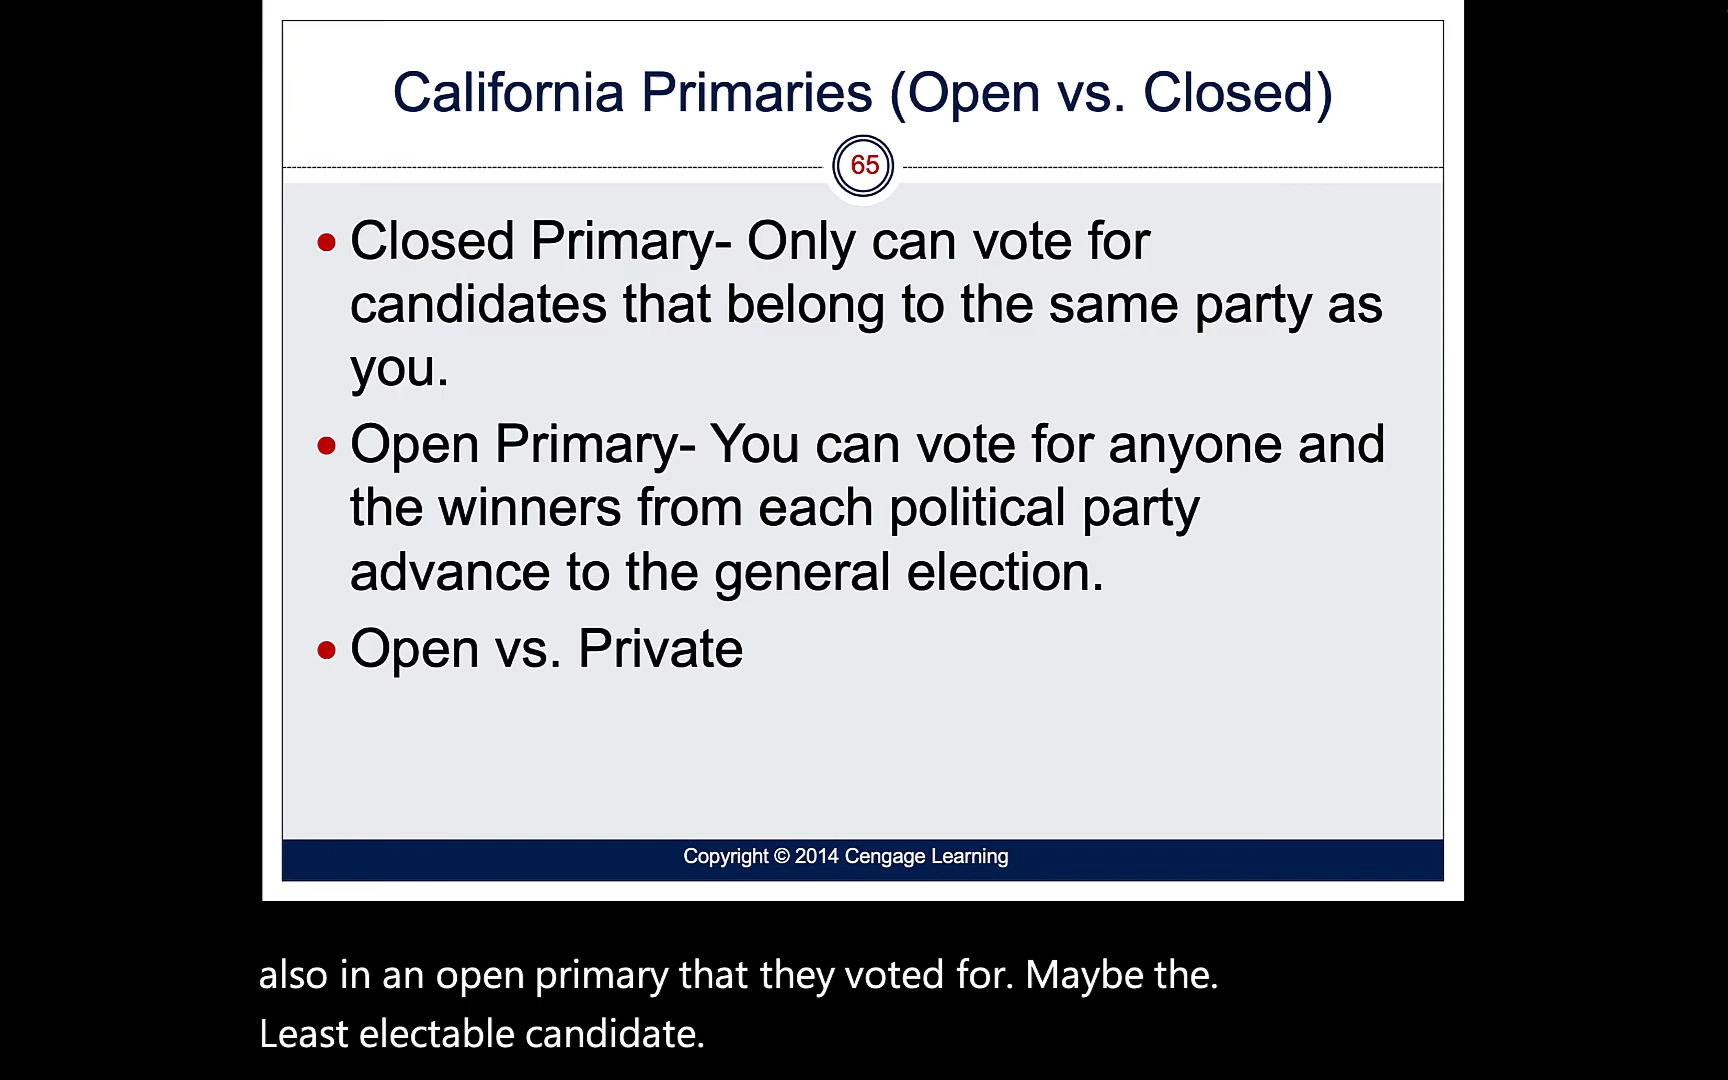 California Primaries (Open vs. Closed)
65
• Closed Primary- Only can vote for
candidates that belong to the same party as
you.
• Open Primary- You can vote for anyone and
the winners from each political party
advance to the general election.
• Open vs. Private
Copyright © 2014 Cengage Learning
also in an open primary that they voted for. Maybe the.
Least electable candidate.